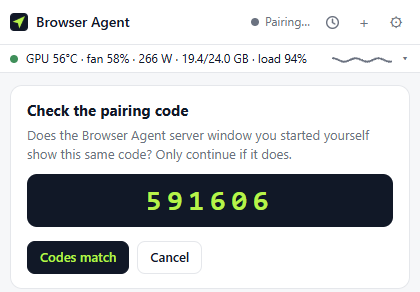 Browser Agent
Pairing...
GPU 56°C · fan 58% · 266 W · 19.4/24.0 GB · load 94%
Check the pairing code
Does the Browser Agent server window you started yourself
show this same code? Only continue if it does.
591606
Codes match
Cancel